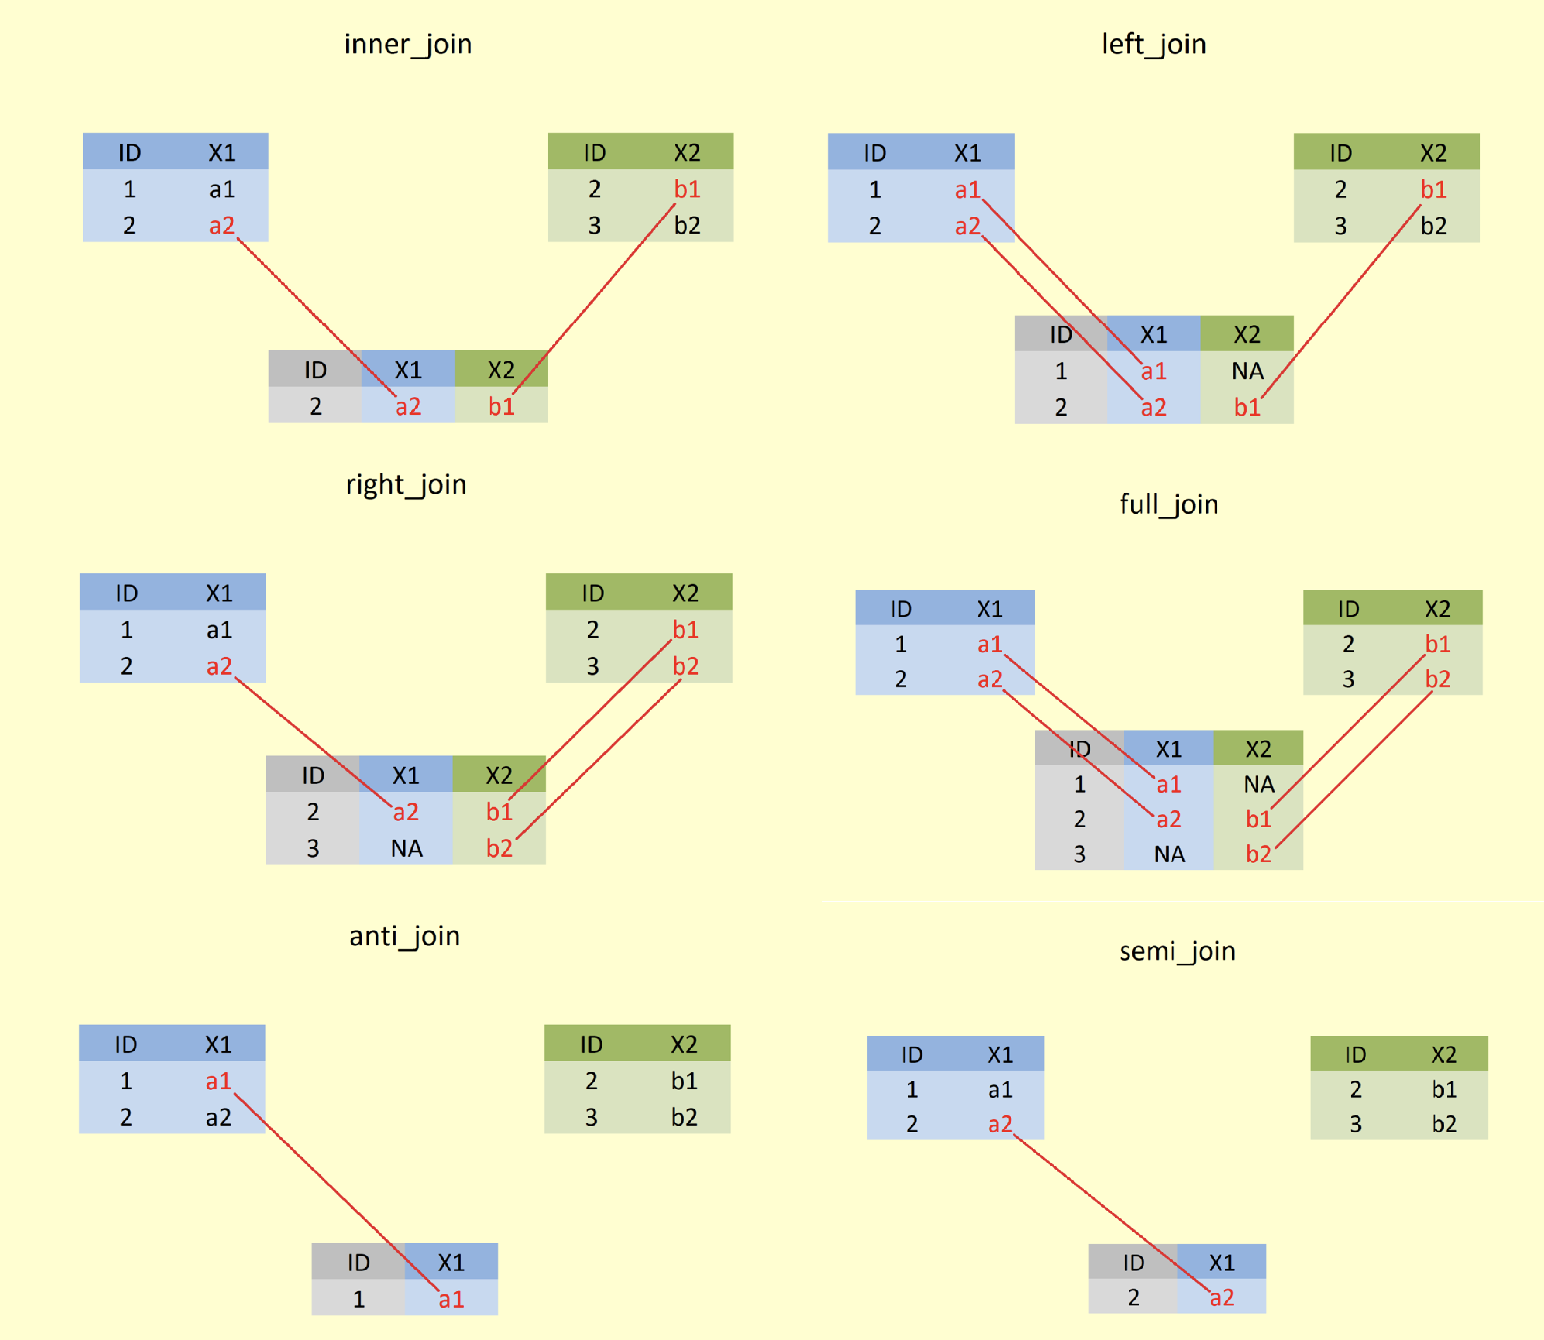 inner_join
ID X1
1 a1
2 a2
ID X2
2 b1
3 b2
ID X1 X2
2 a2 b1
left_join
ID X1
1 a1
2 a2
ID X2
2 b1
3 b2
ID X1 X2
1 a1 NA
2 a2 b1
right_join
ID X1
1 a1
2 a2
ID X2
2 b1
3 b2
ID X1 X2
2 a2 b1
3 NA b2
full_join
ID X1
1 a1
2 a2
ID X2
2 b1
3 b2
ID X1 X2
1 a1 NA
2 a2 b1
3 NA b2
anti_join
ID X1
1 a1
2 a2
ID X2
2 b1
3 b2
ID X1
1 a1
semi_join
ID X1
1 a1
2 a2
ID X2
2 b1
3 b2
ID X1
2 a2